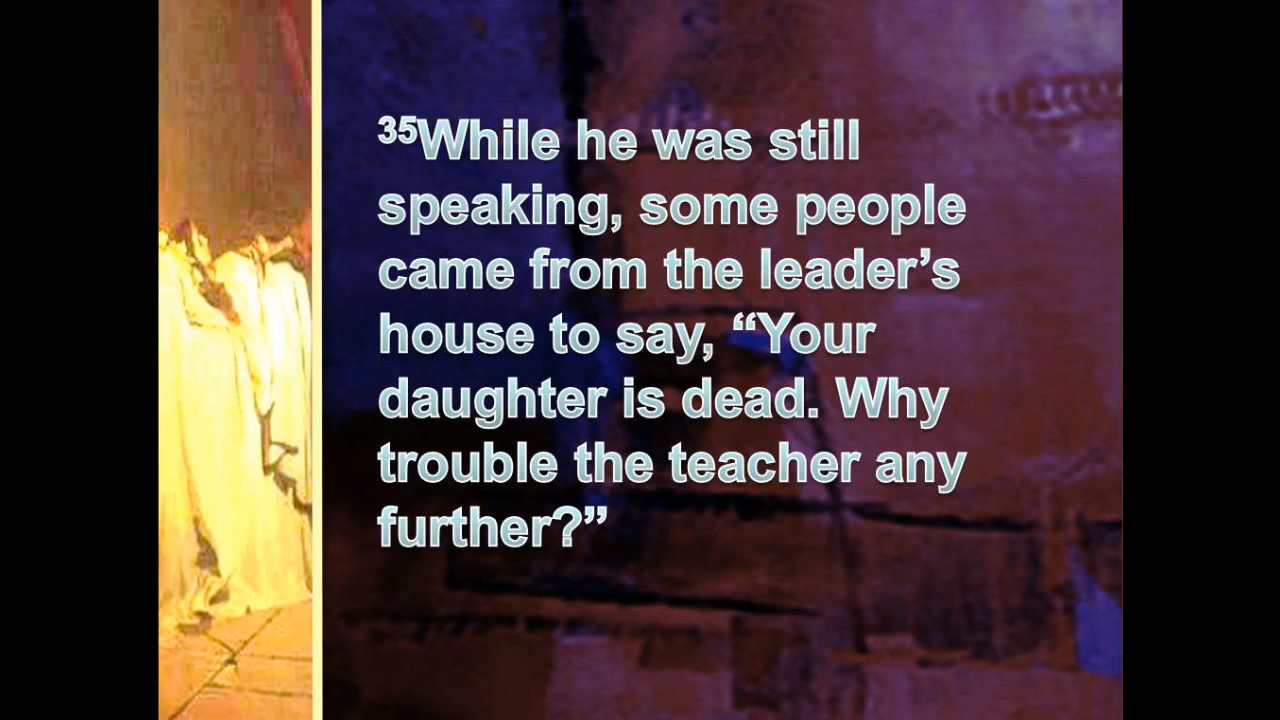 35While he was still
speaking, some people
came from the leader’s
house to say, “Your
daughter is dead. Why
trouble the teacher any
further?”